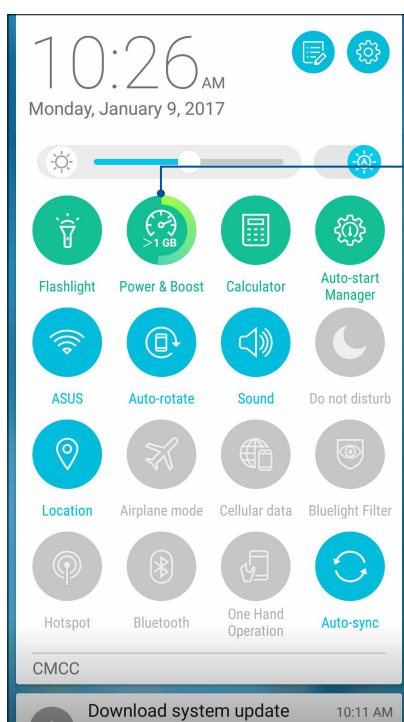 10:26 AM
Monday, January 9, 2017
A
>1 GB
Flashlight
Power & Boost
Calculator
Auto-start
Manager
ASUS
Auto-rotate
Sound
Do not disturb
Location
Airplane mode
Cellular data
Bluelight Filter
Hotspot
Bluetooth
One Hand
Operation
Auto-sync
CMCC
Download system update
10:11 AM